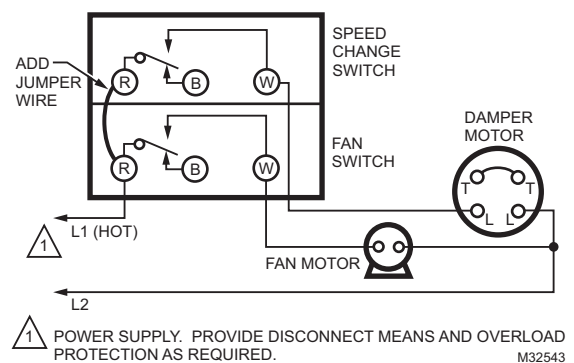 SPEED
CHANGE
SWITCH
ADD
JUMPER
WIRE
R
B
W
DAMPER
MOTOR
FAN
SWITCH
R
B
W
T
T
L
L
L1 (HOT)
1
FAN MOTOR
L2
1
POWER SUPPLY. PROVIDE DISCONNECT MEANS AND OVERLOAD
PROTECTION AS REQUIRED.
M32543